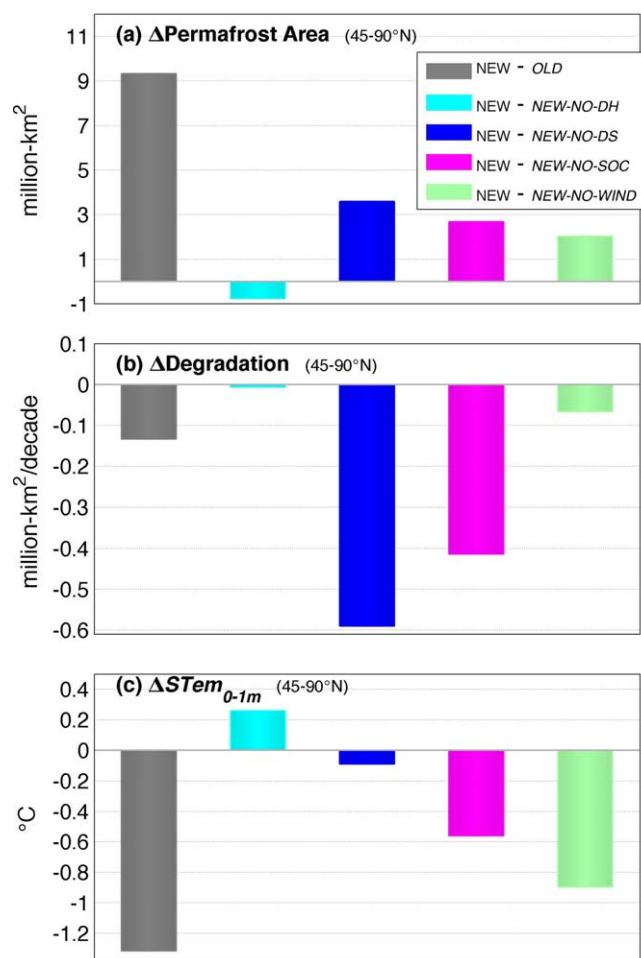 (a) ΔPermafrost Area (45-90°N)
million-km²
11
9
7
5
3
1
-1
NEW - OLD
NEW - NEW-NO-DH
NEW - NEW-NO-DS
NEW - NEW-NO-SOC
NEW - NEW-NO-WIND
(b) ΔDegradation (45-90°N)
million-km²/decade
0.1
0
-0.1
-0.2
-0.3
-0.4
-0.5
-0.6
(c) ΔSTem₀₋₁ₘ (45-90°N)
°C
0.4
0.2
0
-0.2
-0.4
-0.6
-0.8
-1
-1.2